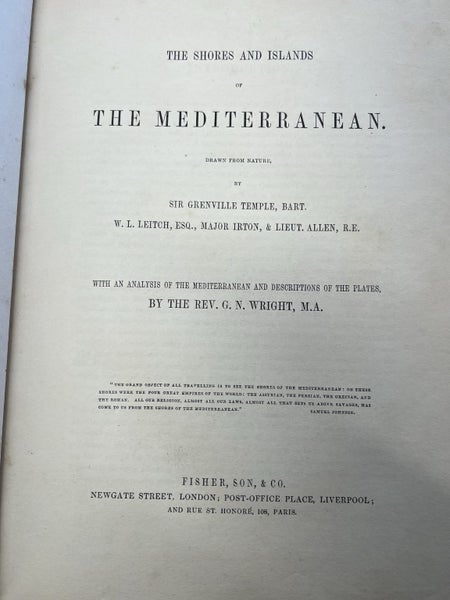 THE SHORES AND ISLANDS
OF
THE MEDITERRANEAN.
DRAWN FROM NATURE,
BY
SIR GRENVILLE TEMPLE, BART.
W. L. LEITCH, ESQ., MAJOR IRTON, & LIEUT. ALLEN, R.E.
WITH AN ANALYSIS OF THE MEDITERRANEAN AND DESCRIPTIONS OF THE PLATES,
BY THE REV. G. N. WRIGHT, M.A.
"THE GRAND OBJECT OF ALL TRAVELLING IS TO SEE THE SHORES OF THE MEDITERRANEAN: ON THESE
SHORES WERE THE FOUR GREAT EMPIRES OF THE WORLD: THE ASSYRIAN, THE PERSIAN, THE GRECIAN, AND
THE ROMAN. ALL OUR RELIGION, ALMOST ALL OUR LAWS, ALMOST ALL THAT SETS US ABOVE SAVAGES, HAS
COME TO US FROM THE SHORES OF THE MEDITERRANEAN." SAMUEL JOHNSON.
FISHER, SON, & CO.
NEWGATE STREET, LONDON; POST-OFFICE PLACE, LIVERPOOL;
AND RUE ST. HONORÉ, 108, PARIS.